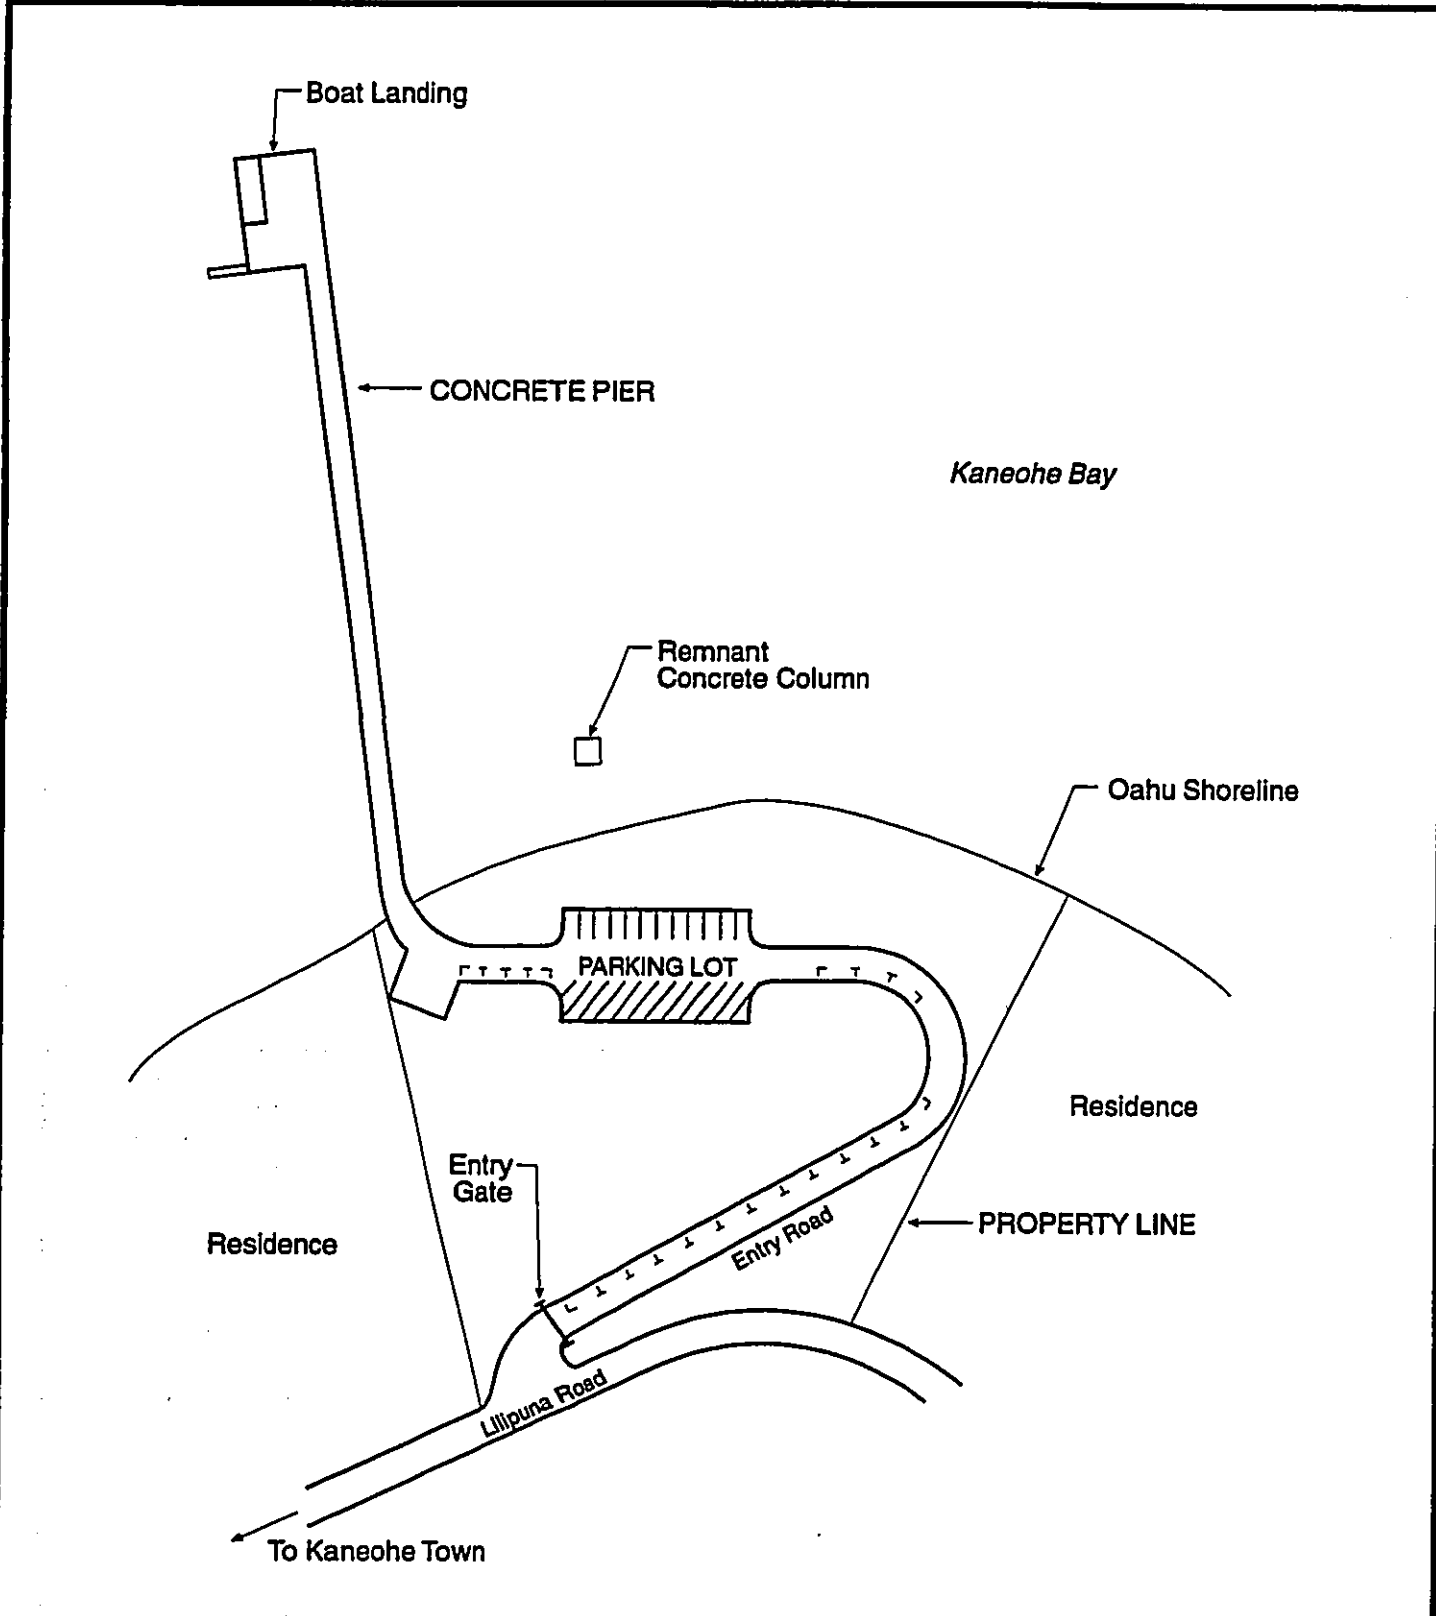 Boat Landing
CONCRETE PIER
Kaneohe Bay
Remnant
Concrete Column
Oahu Shoreline
PARKING LOT
Residence
Entry
Gate
PROPERTY LINE
Entry Road
Residence
Lilipuna Road
To Kaneohe Town